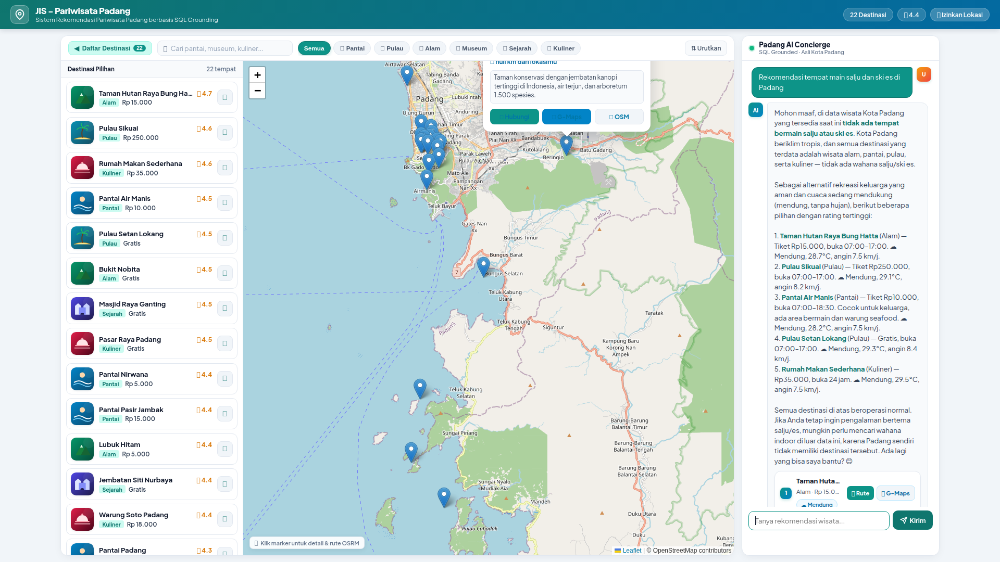 JIS - Pariwisata Padang
Sistem Rekomendasi Pariwisata Padang berbasis SQL Grounding
22 Destinasi
4.4
Izinkan Lokasi
◀ Daftar Destinasi 22
Cari pantai, museum, kuliner...
Semua
Pantai
Pulau
Alam
Museum
Sejarah
Kuliner
⇅ Urutkan
Destinasi Pilihan
22 tempat
Taman Hutan Raya Bung Ha... 4.7
Alam Rp 15.000
Pulau Sikuai 4.6
Pulau Rp 250.000
Rumah Makan Sederhana 4.6
Kuliner Rp 35.000
Pantai Air Manis 4.5
Pantai Rp 10.000
Pulau Setan Lokang 4.5
Pulau Gratis
Bukit Nobita 4.5
Alam Gratis
Masjid Raya Ganting 4.5
Sejarah Gratis
Pasar Raya Padang 4.5
Kuliner Gratis
Pantai Nirwana 4.4
Pantai Rp 5.000
Pantai Pasir Jambak 4.4
Pantai Rp 15.000
Lubuk Hitam 4.4
Alam Rp 5.000
Jembatan Siti Nurbaya 4.4
Sejarah Gratis
Warung Soto Padang 4.4
Kuliner Rp 18.000
Pantai Padang 4.3
+
−
null km dari lokasimu
Taman konservasi dengan jembatan kanopi
tertinggi di Indonesia, air terjun, dan arboretum
1.500 spesies.
Hubungi
G-Maps
OSM
Airtawar Selatan
Tabing Banda
Gadang
Padang
Lubuklintah
Ujung Gurun
Anduring
Tanah Sirah
Piai Nan XX
Bandabuek
Kutolalang
Batu Gadang
Beringin
Parak Laweh
Mato Aie
Pampangan
Nan Xx
Airmanis
Teluk Bayur
Gates Nan
Xx
Padang
Bungus Timur
Bungus Barat
7
Bungus Selatan
Teluk Kabung
Utara
Taratak
Teluk Kabung
Tengah
Siguntur
Padang
Kampung Baru
Korong Nan
Ampek
Teluk Kabung
Selatan
Barung-Barung
Balantai Timur
Sungai Pinang
Barung-Barung
Balantai Tengah
Barung Barung
Balantai Selatan
Sungai Nyalo
Mudiak Aia
Mandeh
Duku Utara
Pulau Cubadak
Duku
Klik marker untuk detail & rute OSRM
Leaflet | © OpenStreetMap contributors
Padang AI Concierge
SQL Grounded · Asli Kota Padang
Rekomendasi tempat main salju dan ski es di
Padang
U
AI
Mohon maaf, di data wisata Kota Padang
yang tersedia saat ini tidak ada tempat
bermain salju atau ski es. Kota Padang
beriklim tropis, dan semua destinasi yang
terdata adalah wisata alam, pantai, pulau,
serta kuliner — tidak ada wahana salju/ski es.
Sebagai alternatif rekreasi keluarga yang
aman dan cuaca sedang mendukung
(mendung, tanpa hujan), berikut beberapa
pilihan dengan rating tertinggi:
1. Taman Hutan Raya Bung Hatta (Alam) —
Tiket Rp15.000, buka 07:00–17:00. ☁
Mendung, 28.7°C, angin 7.5 km/j.
2. Pulau Sikuai (Pulau) — Tiket Rp250.000,
buka 07:00–17:00. ☁ Mendung, 29.1°C,
angin 8.2 km/j.
3. Pantai Air Manis (Pantai) — Tiket Rp10.000,
buka 07:00–18:30. Cocok untuk keluarga,
ada area bermain dan warung seafood. ☁
Mendung, 28.2°C, angin 7.5 km/j.
4. Pulau Setan Lokang (Pulau) — Gratis, buka
07:00–17:00. ☁ Mendung, 29.3°C, angin 8.4
km/j.
5. Rumah Makan Sederhana (Kuliner) —
Rp35.000, buka 24 jam. ☁ Mendung, 29.5°C,
angin 7.5 km/j.
Semua destinasi di atas beroperasi normal.
Jika Anda tetap ingin pengalaman bertema
salju/es, mungkin perlu mencari wahana
indoor di luar data ini, karena Padang sendiri
tidak memiliki destinasi tersebut. Ada lagi
yang bisa saya bantu? 😊
1
Taman Huta...
Alam · Rp 15.0...
☁ Mendung
Rute
G-Maps
Tanya rekomendasi wisata...
Kirim